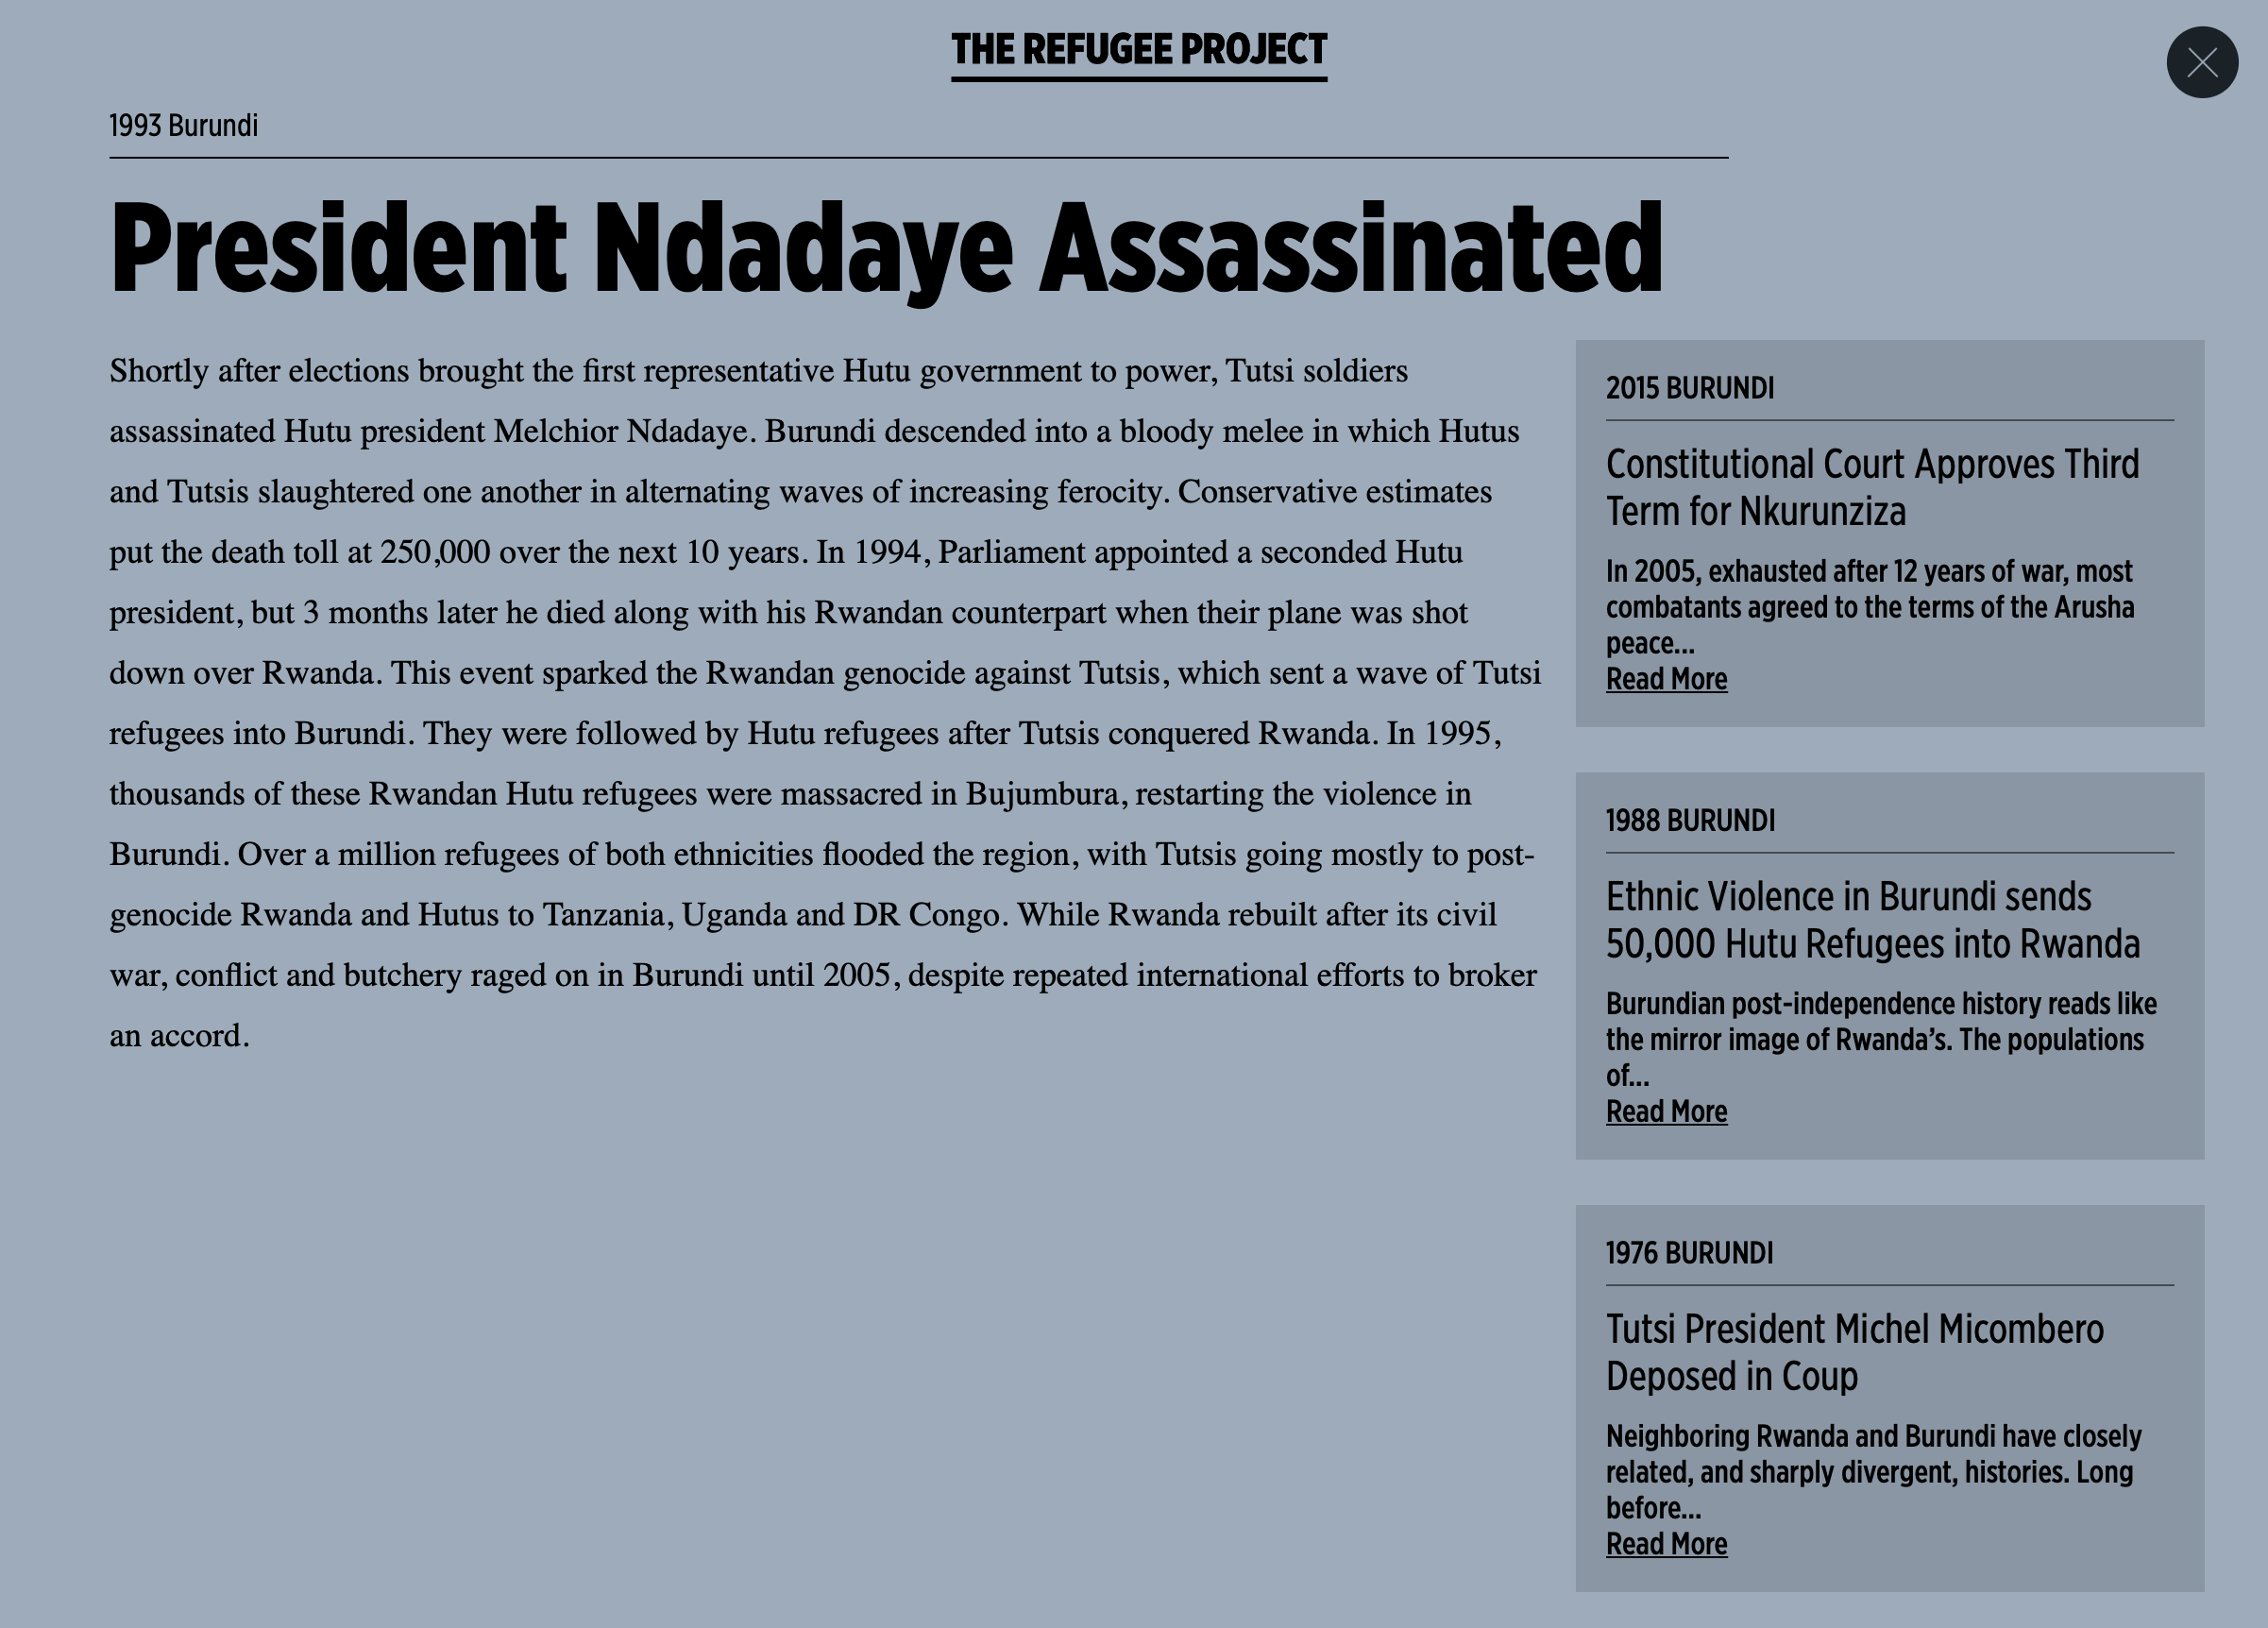 THE REFUGEE PROJECT
1993 Burundi
President Ndadaye Assassinated
Shortly after elections brought the first representative Hutu government to power, Tutsi soldiers
assassinated Hutu president Melchior Ndadaye. Burundi descended into a bloody melee in which Hutus
and Tutsis slaughtered one another in alternating waves of increasing ferocity. Conservative estimates
put the death toll at 250,000 over the next 10 years. In 1994, Parliament appointed a seconded Hutu
president, but 3 months later he died along with his Rwandan counterpart when their plane was shot
down over Rwanda. This event sparked the Rwandan genocide against Tutsis, which sent a wave of Tutsi
refugees into Burundi. They were followed by Hutu refugees after Tutsis conquered Rwanda. In 1995,
thousands of these Rwandan Hutu refugees were massacred in Bujumbura, restarting the violence in
Burundi. Over a million refugees of both ethnicities flooded the region, with Tutsis going mostly to post-
genocide Rwanda and Hutus to Tanzania, Uganda and DR Congo. While Rwanda rebuilt after its civil
war, conflict and butchery raged on in Burundi until 2005, despite repeated international efforts to broker
an accord.
2015 BURUNDI
Constitutional Court Approves Third
Term for Nkurunziza
In 2005, exhausted after 12 years of war, most
combatants agreed to the terms of the Arusha
peace...
Read More
1988 BURUNDI
Ethnic Violence in Burundi sends
50,000 Hutu Refugees into Rwanda
Burundian post-independence history reads like
the mirror image of Rwanda’s. The populations
of...
Read More
1976 BURUNDI
Tutsi President Michel Micombero
Deposed in Coup
Neighboring Rwanda and Burundi have closely
related, and sharply divergent, histories. Long
before...
Read More